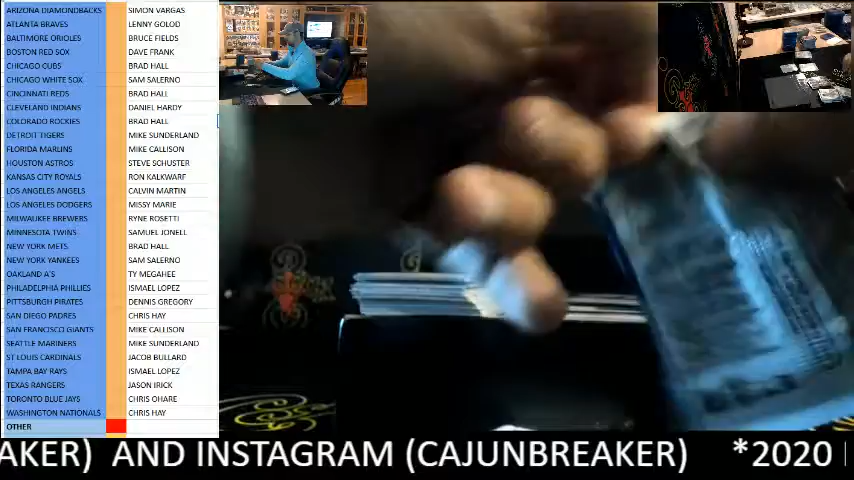 ARIZONA DIAMONDBACKS SIMON VARGAS
ATLANTA BRAVES LENNY GOLOD
BALTIMORE ORIOLES BRUCE FIELDS
BOSTON RED SOX DAVE FRANK
CHICAGO CUBS BRAD HALL
CHICAGO WHITE SOX SAM SALERNO
CINCINNATI REDS BRAD HALL
CLEVELAND INDIANS DANIEL HARDY
COLORADO ROCKIES BRAD HALL
DETROIT TIGERS MIKE SUNDERLAND
FLORIDA MARLINS MIKE CALLISON
HOUSTON ASTROS STEVE SCHUSTER
KANSAS CITY ROYALS RON KALKWARF
LOS ANGELES ANGELS CALVIN MARTIN
LOS ANGELES DODGERS MISSY MARIE
MILWAUKEE BREWERS RYNE ROSETTI
MINNESOTA TWINS SAMUEL JONELL
NEW YORK METS BRAD HALL
NEW YORK YANKEES SAM SALERNO
OAKLAND A'S TY MEGAHEE
PHILADELPHIA PHILLIES ISMAEL LOPEZ
PITTSBURGH PIRATES DENNIS GREGORY
SAN DIEGO PADRES CHRIS HAY
SAN FRANCISCO GIANTS MIKE CALLISON
SEATTLE MARINERS MIKE SUNDERLAND
ST LOUIS CARDINALS JACOB BULLARD
TAMPA BAY RAYS ISMAEL LOPEZ
TEXAS RANGERS JASON IRICK
TORONTO BLUE JAYS CHRIS OHARE
WASHINGTON NATIONALS CHRIS HAY
OTHER
AKER) AND INSTAGRAM (CAJUNBREAKER) *2020